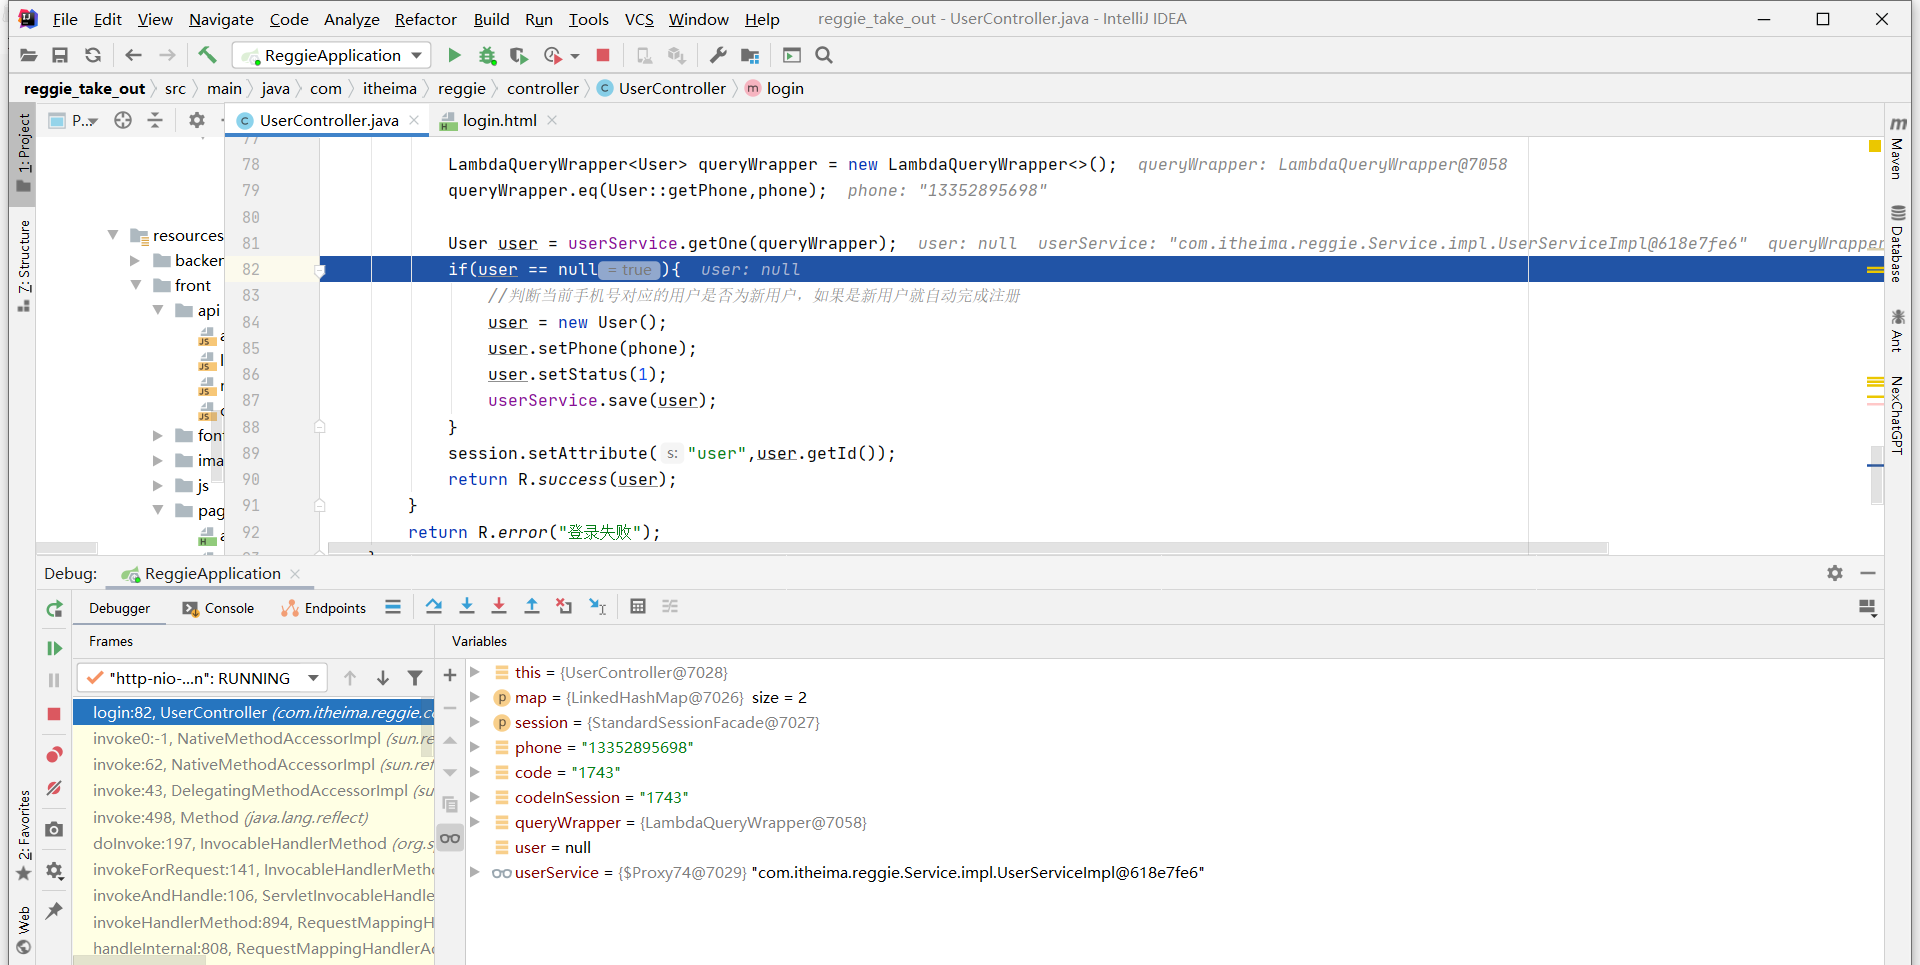 File Edit View Navigate Code Analyze Refactor Build Run Tools VCS Window Help reggie_take_out - UserController.java - IntelliJ IDEA
ReggieApplication
reggie_take_out src main java com itheima reggie controller UserController login
P... UserController.java login.html
1: Project
7: Structure
2: Favorites
Web
resources
backer
front
api
fon
ima
js
pag
77
78 LambdaQueryWrapper<User> queryWrapper = new LambdaQueryWrapper<>(); queryWrapper: LambdaQueryWrapper@7058
79 queryWrapper.eq(User::getPhone,phone); phone: "13352895698"
80
81 User user = userService.getOne(queryWrapper); user: null userService: "com.itheima.reggie.Service.impl.UserServiceImpl@618e7fe6" queryWrapper
82 if(user == null = true ){ user: null
83 //判断当前手机号对应的用户是否为新用户，如果是新用户就自动完成注册
84 user = new User();
85 user.setPhone(phone);
86 user.setStatus(1);
87 userService.save(user);
88 }
89 session.setAttribute( s: "user",user.getId());
90 return R.success(user);
91 }
92 return R.error("登录失败");
Maven
Database
Ant
NexChatGPT
Debug: ReggieApplication
Debugger Console Endpoints
Frames
"http-nio-...n": RUNNING
login:82, UserController (com.itheima.reggie.co
invoke0:-1, NativeMethodAccessorImpl (sun.re
invoke:62, NativeMethodAccessorImpl (sun.ref
invoke:43, DelegatingMethodAccessorImpl (su
invoke:498, Method (java.lang.reflect)
doInvoke:197, InvocableHandlerMethod (org.s
invokeForRequest:141, InvocableHandlerMetho
invokeAndHandle:106, ServletInvocableHandle
invokeHandlerMethod:894, RequestMappingH
handleInternal:808, RequestMappingHandlerAd
Variables
this = {UserController@7028}
map = {LinkedHashMap@7026} size = 2
session = {StandardSessionFacade@7027}
phone = "13352895698"
code = "1743"
codeInSession = "1743"
queryWrapper = {LambdaQueryWrapper@7058}
user = null
userService = {$Proxy74@7029} "com.itheima.reggie.Service.impl.UserServiceImpl@618e7fe6"